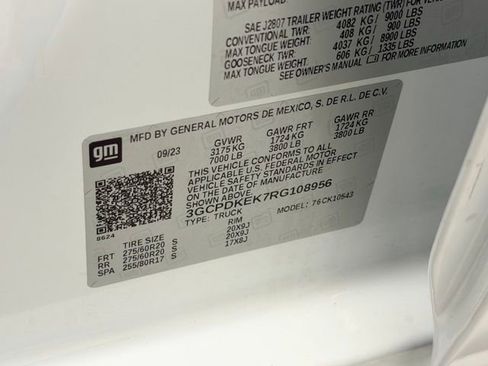 MAX PAYLOAD
SAE J2807 TRAILER WEIGHT RATING (TWR) FOR
4082 KG / 9000 LBS
CONVENTIONAL TWR: 408 KG / 900 LBS
MAX TONGUE WEIGHT: 4037 KG / 8900 LBS
GOOSENECK TWR: 606 KG / 1335 LBS
MAX TONGUE WEIGHT:
SEE OWNER'S MANUAL FOR MORE INFORMATION
gm
MFD BY GENERAL MOTORS DE MEXICO, S. DE R.L. DE C.V.
09/23 GVWR GAWR FRT GAWR RR
3175 KG 1724 KG 1724 KG
7000 LB 3800 LB 3800 LB
THIS VEHICLE CONFORMS TO ALL
APPLICABLE U.S. FEDERAL MOTOR
VEHICLE SAFETY STANDARDS IN
EFFECT ON THE DATE OF
MANUFACTURE SHOWN ABOVE.
3GCPDKEK7RG108956
TYPE: TRUCK MODEL: 76CK10543
8624
TIRE SIZE RIM
FRT 275/60R20 S 20X9J
RR 275/60R20 S 20X9J
SPA 255/80R17 S 17X8J